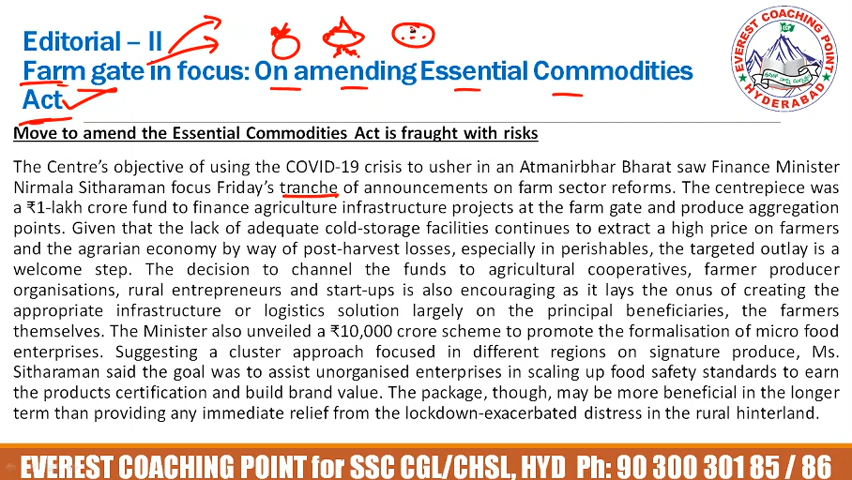 Editorial – II
Farm gate in focus: On amending Essential Commodities
Act
EVEREST COACHING POINT
HYDERABAD
Move to amend the Essential Commodities Act is fraught with risks
The Centre's objective of using the COVID-19 crisis to usher in an Atmanirbhar Bharat saw Finance Minister
Nirmala Sitharaman focus Friday's tranche of announcements on farm sector reforms. The centrepiece was
a ₹1-lakh crore fund to finance agriculture infrastructure projects at the farm gate and produce aggregation
points. Given that the lack of adequate cold-storage facilities continues to extract a high price on farmers
and the agrarian economy by way of post-harvest losses, especially in perishables, the targeted outlay is a
welcome step. The decision to channel the funds to agricultural cooperatives, farmer producer
organisations, rural entrepreneurs and start-ups is also encouraging as it lays the onus of creating the
appropriate infrastructure or logistics solution largely on the principal beneficiaries, the farmers
themselves. The Minister also unveiled a ₹10,000 crore scheme to promote the formalisation of micro food
enterprises. Suggesting a cluster approach focused in different regions on signature produce, Ms.
Sitharaman said the goal was to assist unorganised enterprises in scaling up food safety standards to earn
the products certification and build brand value. The package, though, may be more beneficial in the longer
term than providing any immediate relief from the lockdown-exacerbated distress in the rural hinterland.
EVEREST COACHING POINT for SSC CGL/CHSL, HYD Ph: 90 300 301 85 / 86